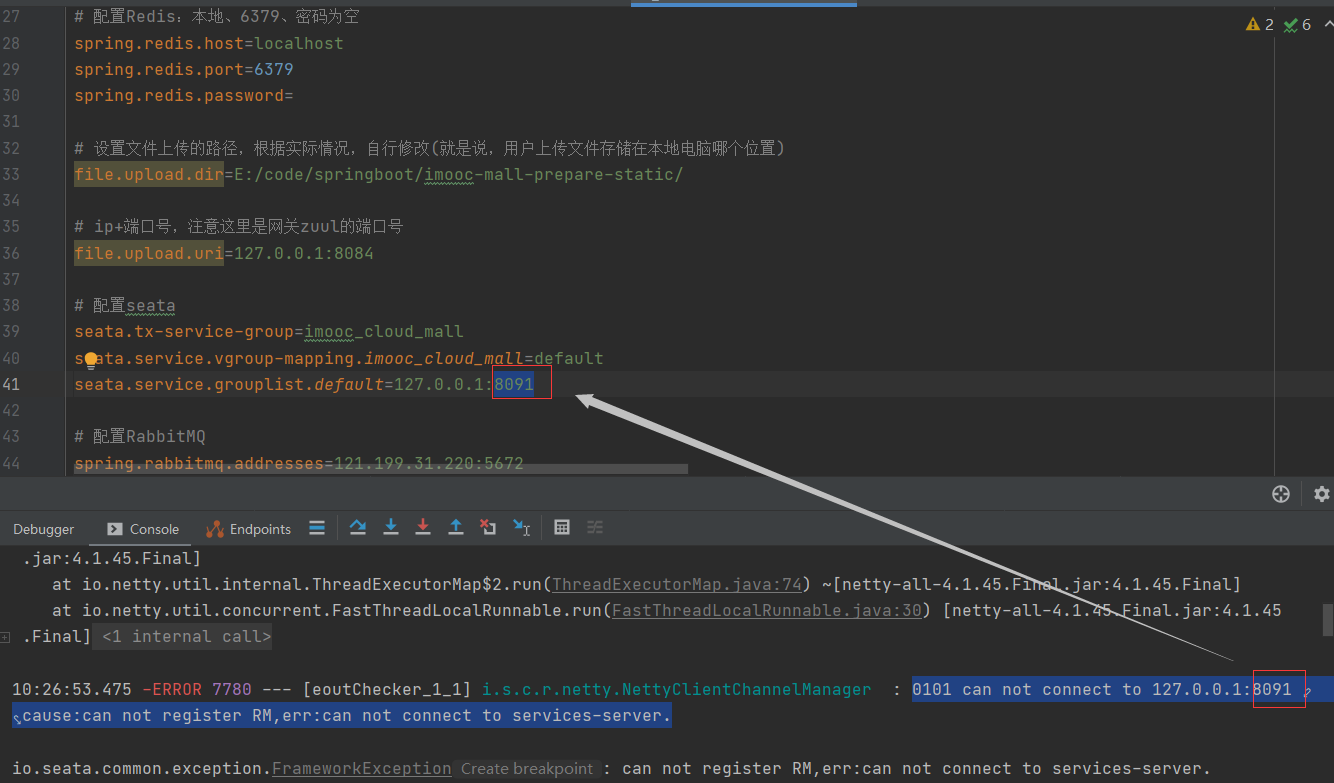 27 # 配置Redis：本地、6379、密码为空
2 6
28 spring.redis.host=localhost
29 spring.redis.port=6379
30 spring.redis.password=
31
32 # 设置文件上传的路径，根据实际情况，自行修改(就是说，用户上传文件存储在本地电脑哪个位置)
33 file.upload.dir=E:/code/springboot/imooc-mall-prepare-static/
34
35 # ip+端口号，注意这里是网关zuul的端口号
36 file.upload.uri=127.0.0.1:8084
37
38 # 配置seata
39 seata.tx-service-group=imooc_cloud_mall
40 seata.service.vgroup-mapping.imooc_cloud_mall=default
41 seata.service.grouplist.default=127.0.0.1:8091
42
43 # 配置RabbitMQ
44 spring.rabbitmq.addresses=121.199.31.220:5672
Debugger Console Endpoints
.jar:4.1.45.Final]
at io.netty.util.internal.ThreadExecutorMap$2.run(ThreadExecutorMap.java:74) ~[netty-all-4.1.45.Final.jar:4.1.45.Final]
at io.netty.util.concurrent.FastThreadLocalRunnable.run(FastThreadLocalRunnable.java:30) [netty-all-4.1.45.Final.jar:4.1.45
.Final] <1 internal call>
10:26:53.475 -ERROR 7780 --- [eoutChecker_1_1] i.s.c.r.netty.NettyClientChannelManager : 0101 can not connect to 127.0.0.1:8091
cause:can not register RM,err:can not connect to services-server.
io.seata.common.exception.FrameworkException Create breakpoint : can not register RM,err:can not connect to services-server.